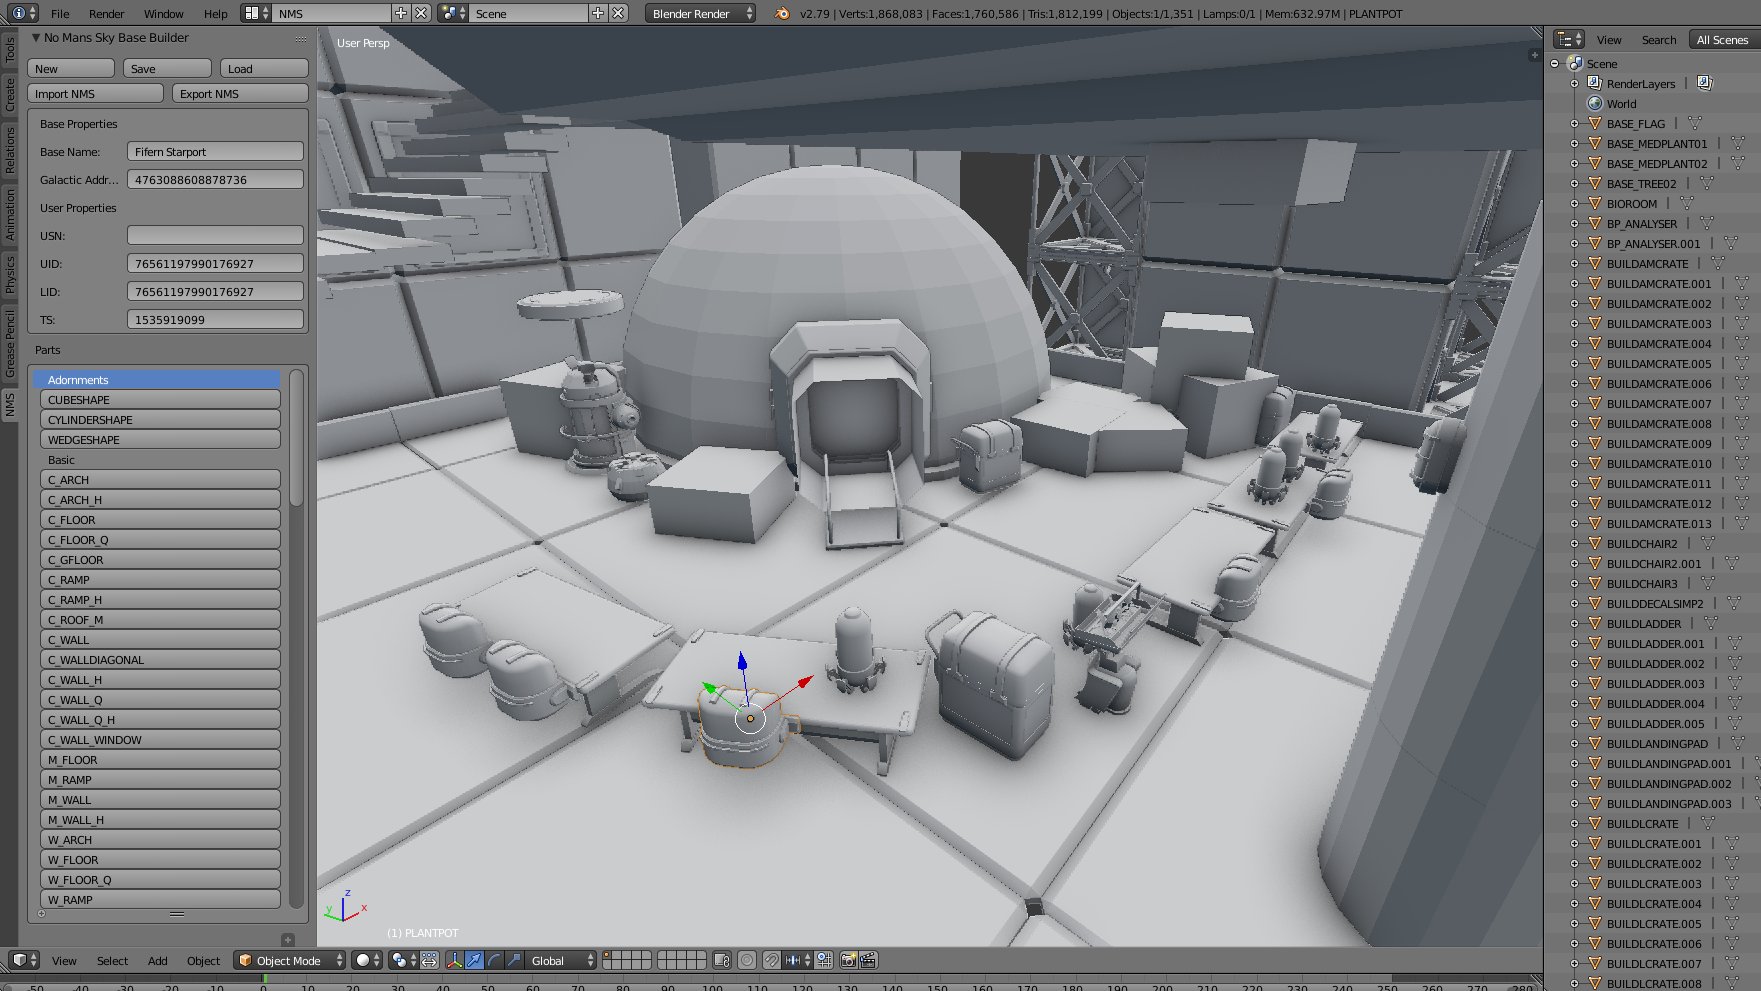 File Render Window Help NMS Scene Blender Render v2.79 | Verts:1,868,083 | Faces:1,760,586 | Tris:1,812,199 | Objects:1/1,351 | Lamps:0/1 | Mem:632.97M | PLANTPOT
Tools
Create
Relations
Animation
Physics
Grease Pencil
NMS
No Mans Sky Base Builder
New Save Load
Import NMS Export NMS
Base Properties
Base Name: Fifern Starport
Galactic Addr... 4763088608878736
User Properties
USN:
UID: 76561197990176927
LID: 76561197990176927
TS: 1535919099
Parts
Adornments
CUBESHAPE
CYLINDERSHAPE
WEDGESHAPE
Basic
C_ARCH
C_ARCH_H
C_FLOOR
C_FLOOR_Q
C_GFLOOR
C_RAMP
C_RAMP_H
C_ROOF_M
C_WALL
C_WALLDIAGONAL
C_WALL_H
C_WALL_Q
C_WALL_Q_H
C_WALL_WINDOW
M_FLOOR
M_RAMP
M_WALL
M_WALL_H
W_ARCH
W_FLOOR
W_FLOOR_Q
W_RAMP
User Persp
z
y x
(1) PLANTPOT
View Search All Scenes
Scene
RenderLayers |
World
BASE_FLAG |
BASE_MEDPLANT01 |
BASE_MEDPLANT02 |
BASE_TREE02 |
BIOROOM |
BP_ANALYSER |
BP_ANALYSER.001 |
BUILDAMCRATE |
BUILDAMCRATE.001 |
BUILDAMCRATE.002 |
BUILDAMCRATE.003 |
BUILDAMCRATE.004 |
BUILDAMCRATE.005 |
BUILDAMCRATE.006 |
BUILDAMCRATE.007 |
BUILDAMCRATE.008 |
BUILDAMCRATE.009 |
BUILDAMCRATE.010 |
BUILDAMCRATE.011 |
BUILDAMCRATE.012 |
BUILDAMCRATE.013 |
BUILDCHAIR2 |
BUILDCHAIR2.001 |
BUILDCHAIR3 |
BUILDDECALSIMP2 |
BUILDLADDER |
BUILDLADDER.001 |
BUILDLADDER.002 |
BUILDLADDER.003 |
BUILDLADDER.004 |
BUILDLADDER.005 |
BUILDLANDINGPAD |
BUILDLANDINGPAD.001 |
BUILDLANDINGPAD.002 |
BUILDLANDINGPAD.003 |
BUILDLCRATE |
BUILDLCRATE.001 |
BUILDLCRATE.002 |
BUILDLCRATE.003 |
BUILDLCRATE.004 |
BUILDLCRATE.005 |
BUILDLCRATE.006 |
BUILDLCRATE.007 |
BUILDLCRATE.008 |
View Select Add Object Object Mode Global
-50 -40 -30 -20 -10 0 10 20 30 40 50 60 70 80 90 100 110 120 130 140 150 160 170 180 190 200 210 220 230 240 250 260 270 280